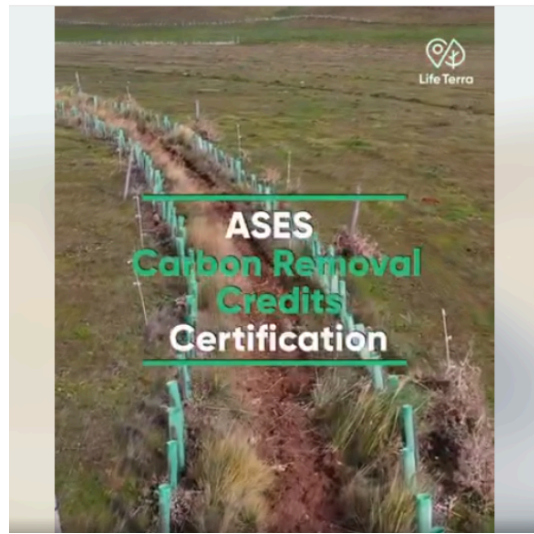 Life Terra
ASES
Carbon Removal
Credits
Certification